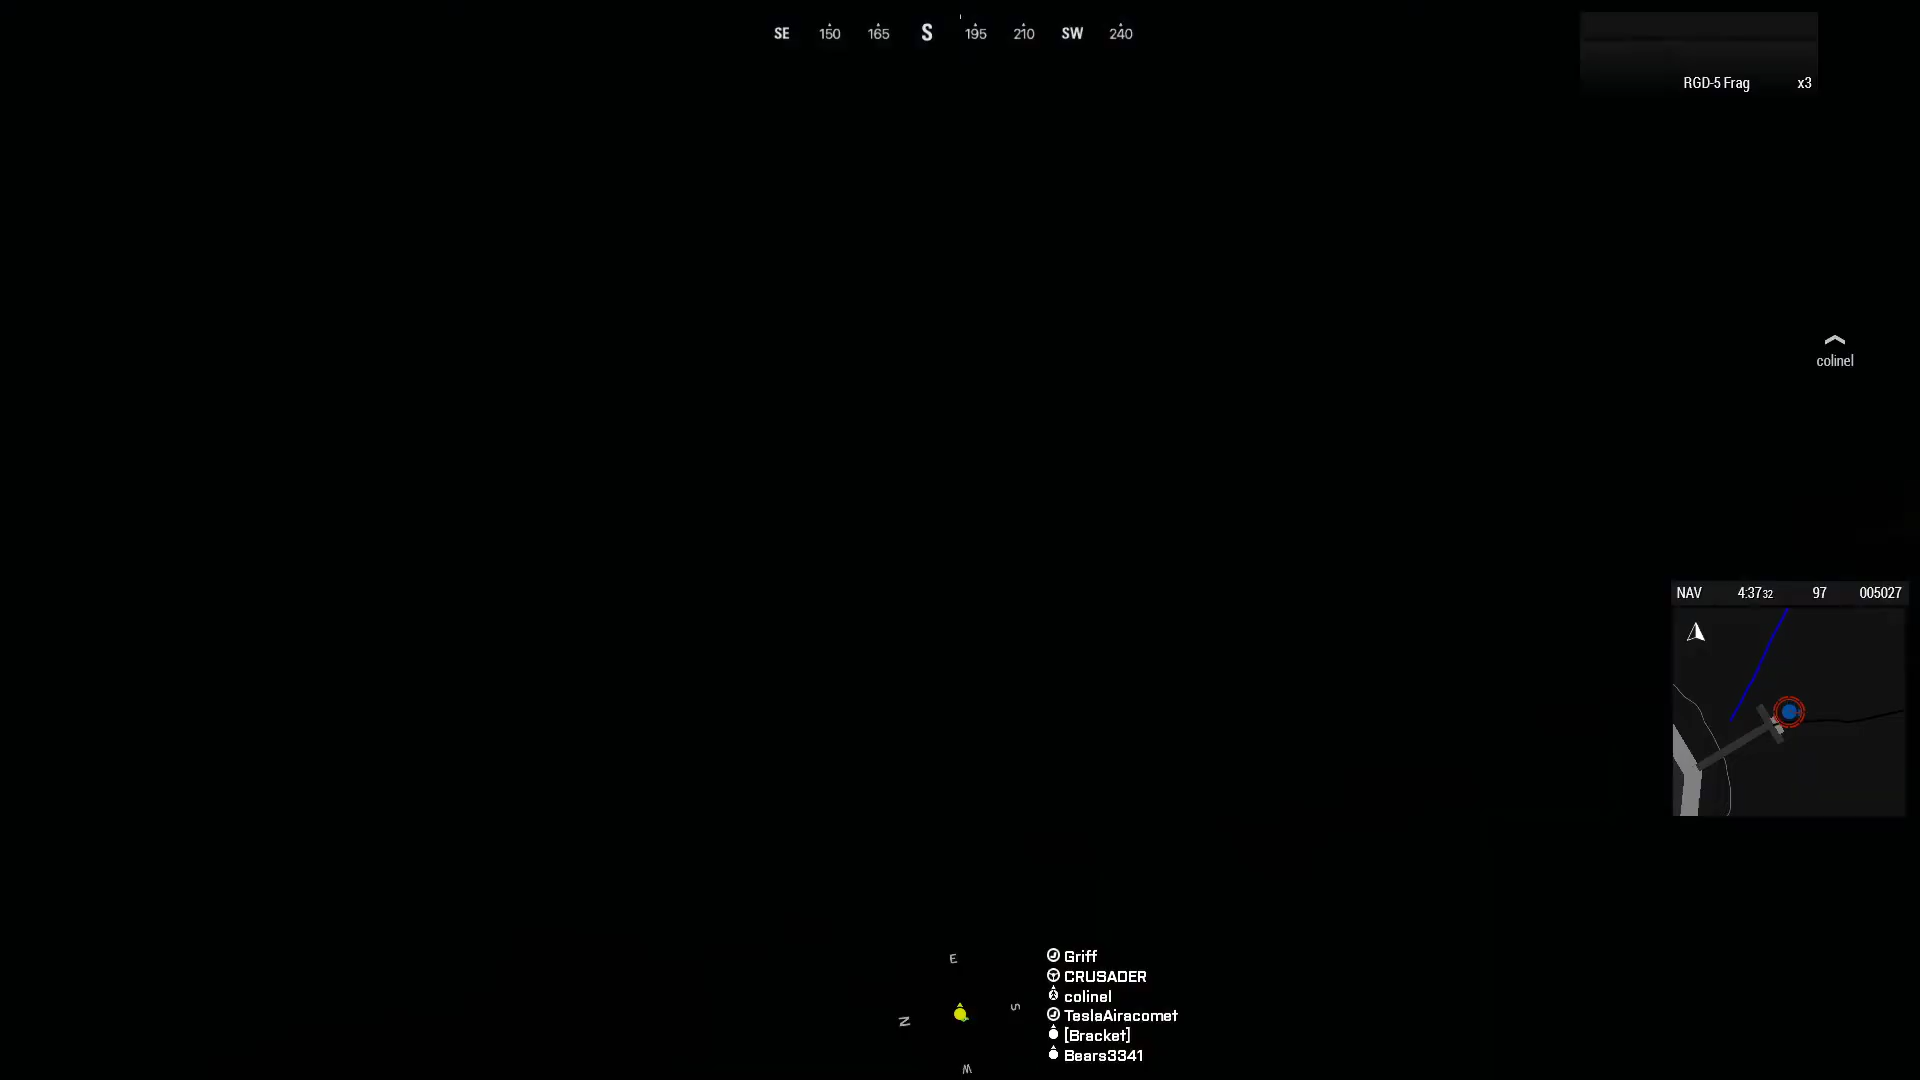 SE 150 165 S 195 210 SW 240
RGD-5 Frag x3
colinel
NAV 4:37 32 97 005027
E
N
S
W
Griff
CRUSADER
colinel
TeslaAiracomet
[Bracket]
Bears3341